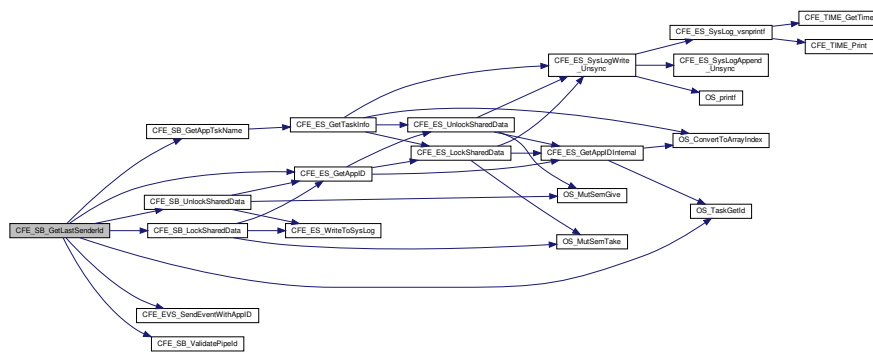 CFE_SB_GetLastSenderId
CFE_SB_GetAppTskName
CFE_SB_UnlockSharedData
CFE_SB_LockSharedData
CFE_EVS_SendEventWithAppID
CFE_SB_ValidatePipeId
CFE_ES_GetTaskInfo
CFE_ES_GetAppID
CFE_ES_WriteToSysLog
CFE_ES_UnlockSharedData
CFE_ES_LockSharedData
CFE_ES_SysLogWrite
_Unsync
CFE_ES_GetAppIDInternal
OS_MutSemGive
OS_MutSemTake
CFE_ES_SysLog_vsnprintf
CFE_ES_SysLogAppend
_Unsync
OS_printf
OS_ConvertToArrayIndex
OS_TaskGetId
CFE_TIME_GetTime
CFE_TIME_Print